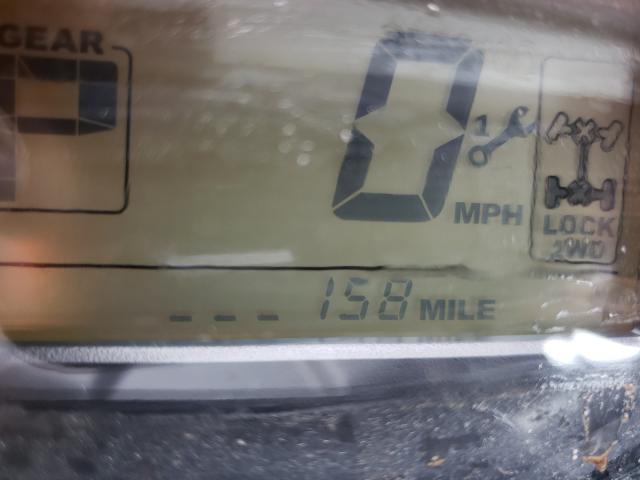 GEAR
P
0
1
MPH
LOCK
2WD
_ _ _ 158 MILE